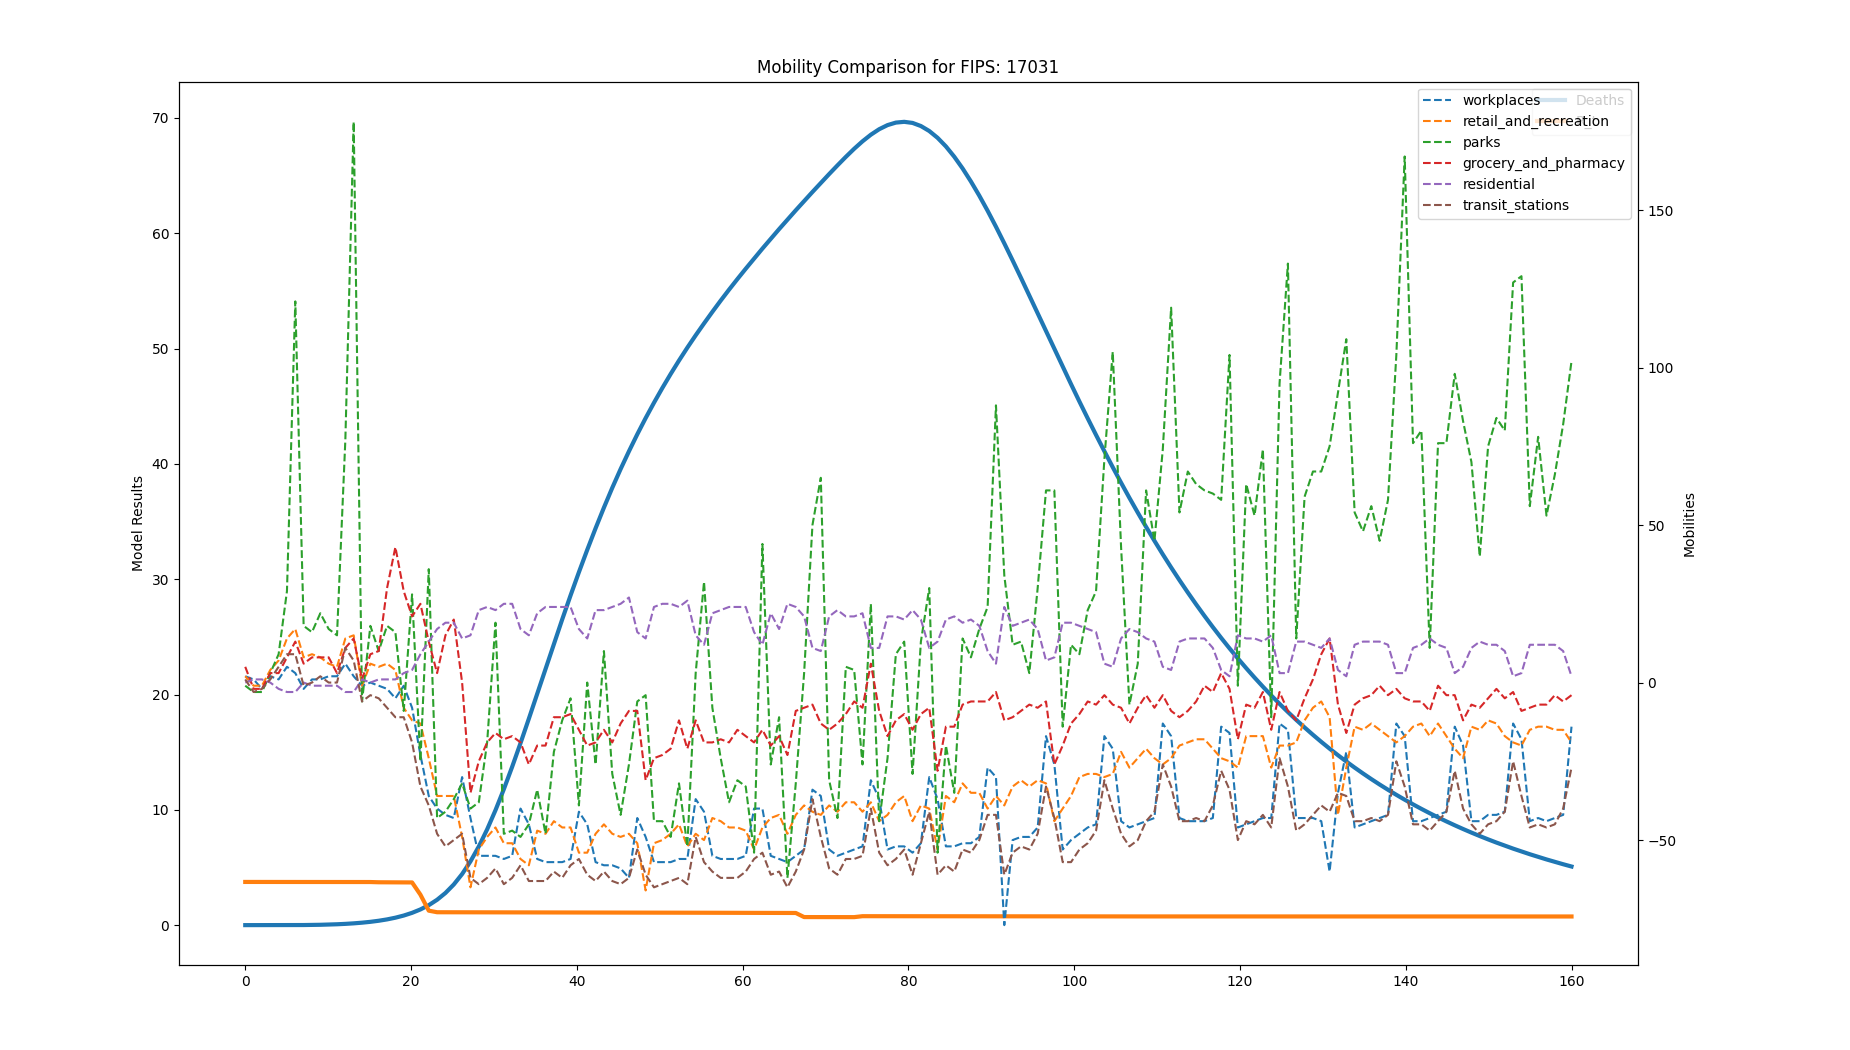 Mobility Comparison for FIPS: 17031
workplaces
retail_and_recreation
parks
grocery_and_pharmacy
residential
transit_stations
Deaths
Model Results
Mobilities
70
60
50
40
30
20
10
0
150
100
50
0
−50
0
20
40
60
80
100
120
140
160